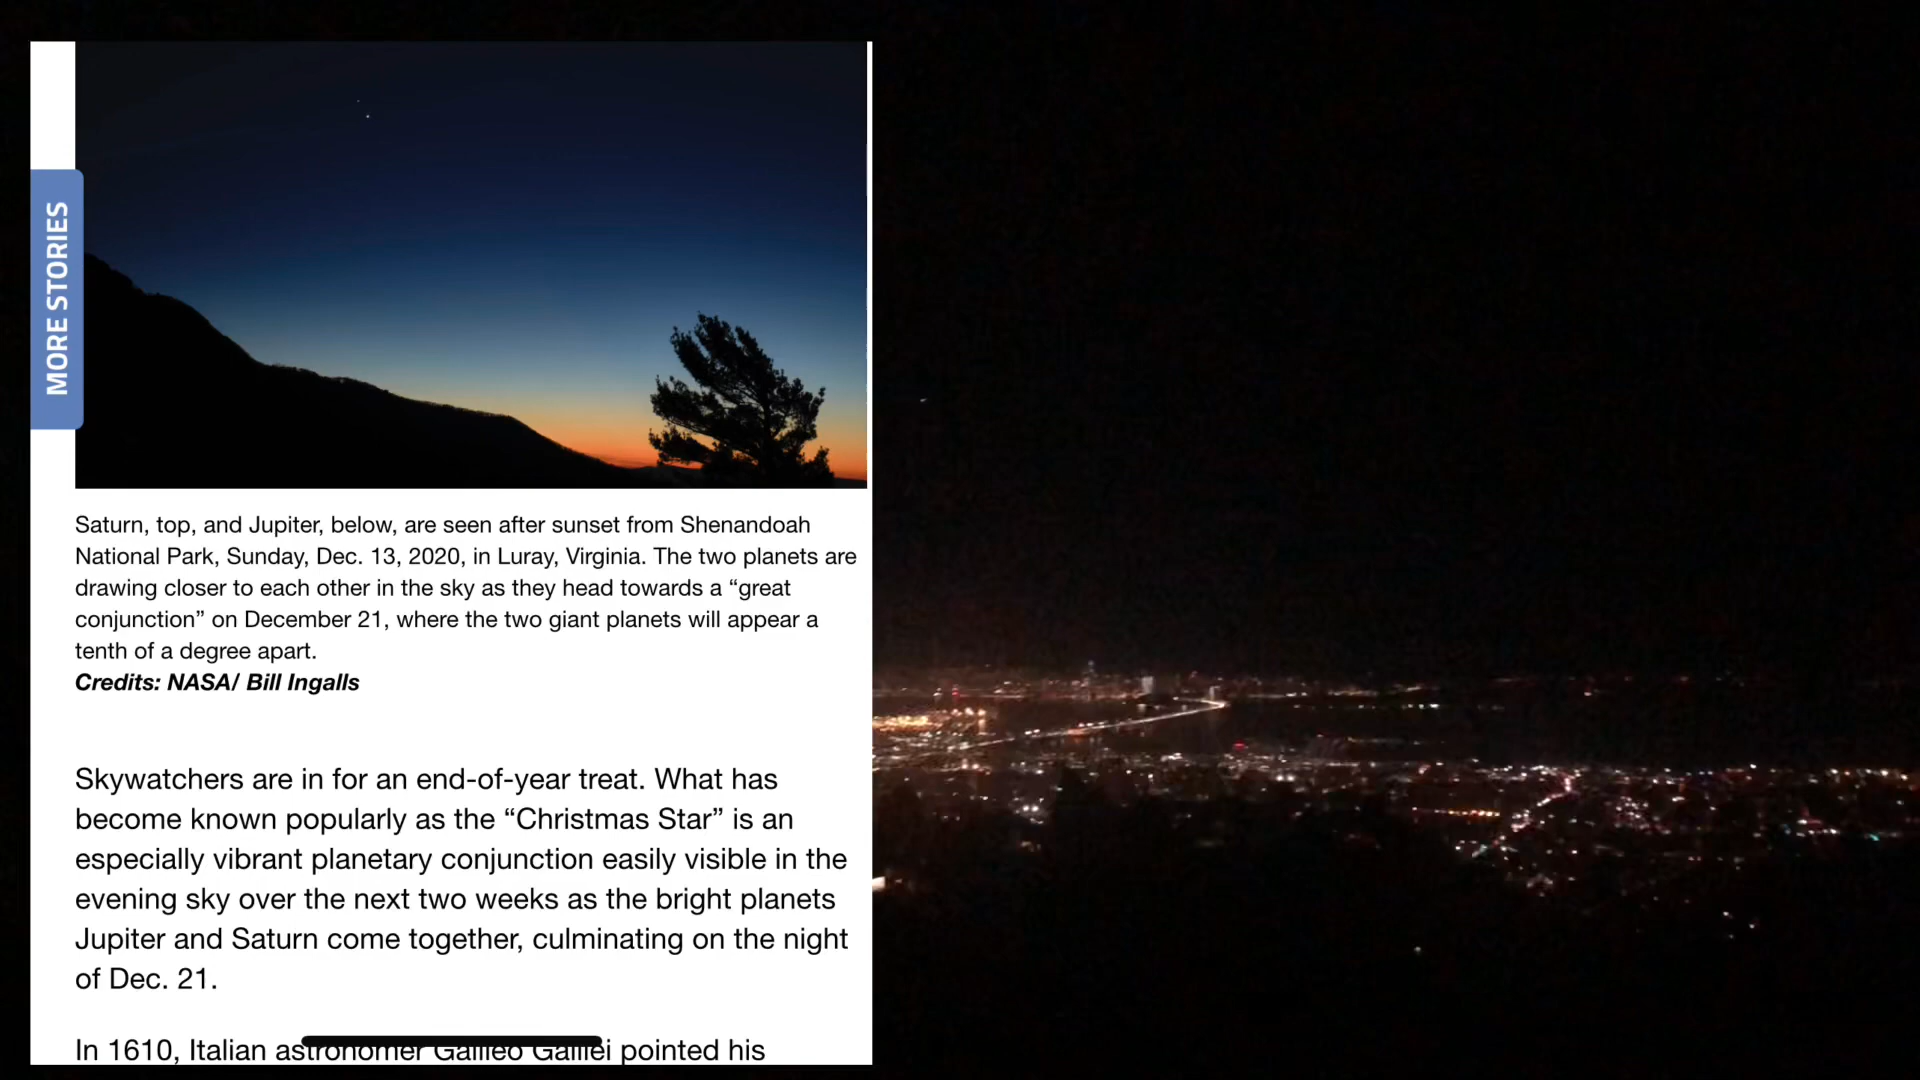 MORE STORIES
Saturn, top, and Jupiter, below, are seen after sunset from Shenandoah
National Park, Sunday, Dec. 13, 2020, in Luray, Virginia. The two planets are
drawing closer to each other in the sky as they head towards a “great
conjunction” on December 21, where the two giant planets will appear a
tenth of a degree apart.
Credits: NASA/ Bill Ingalls
Skywatchers are in for an end-of-year treat. What has
become known popularly as the “Christmas Star” is an
especially vibrant planetary conjunction easily visible in the
evening sky over the next two weeks as the bright planets
Jupiter and Saturn come together, culminating on the night
of Dec. 21.
In 1610, Italian astronomer Galileo Galilei pointed his